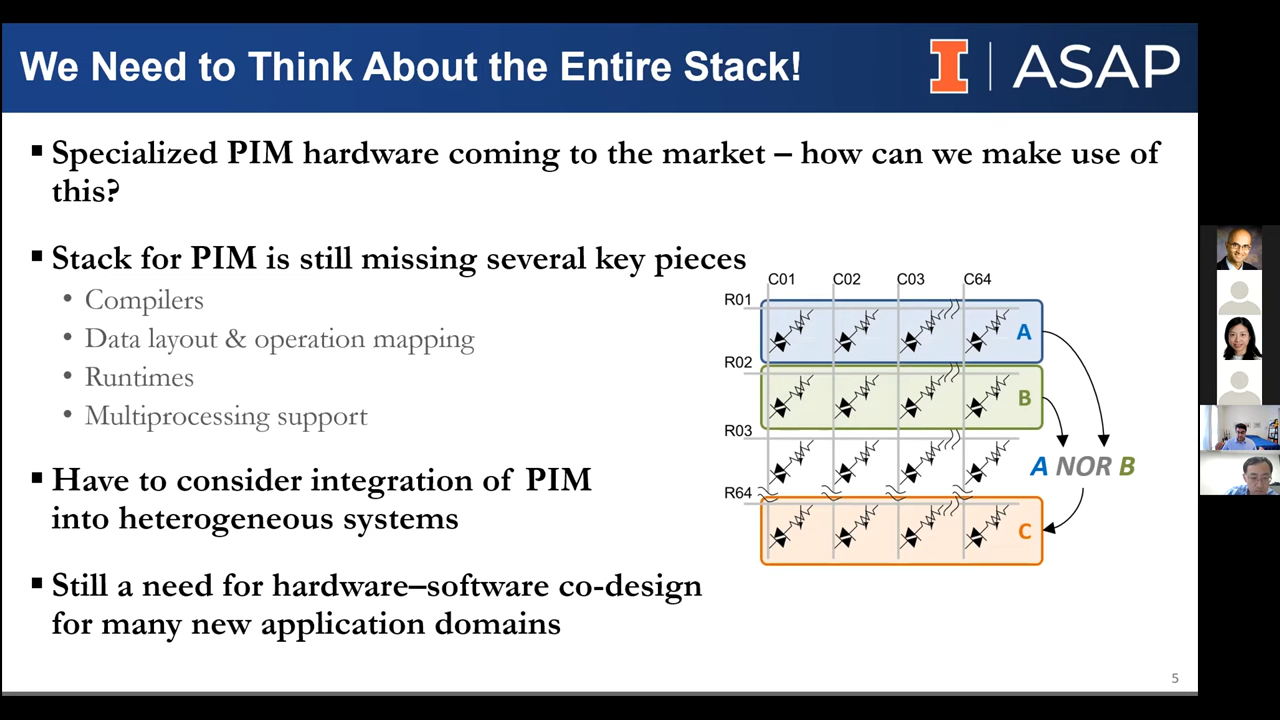 We Need to Think About the Entire Stack!
I ASAP
▪ Specialized PIM hardware coming to the market – how can we make use of
this?
▪ Stack for PIM is still missing several key pieces
• Compilers
• Data layout & operation mapping
• Runtimes
• Multiprocessing support
▪ Have to consider integration of PIM
into heterogeneous systems
▪ Still a need for hardware–software co-design
for many new application domains
C01 C02 C03 C64
R01
A
R02
B
R03
A NOR B
R64
C
5